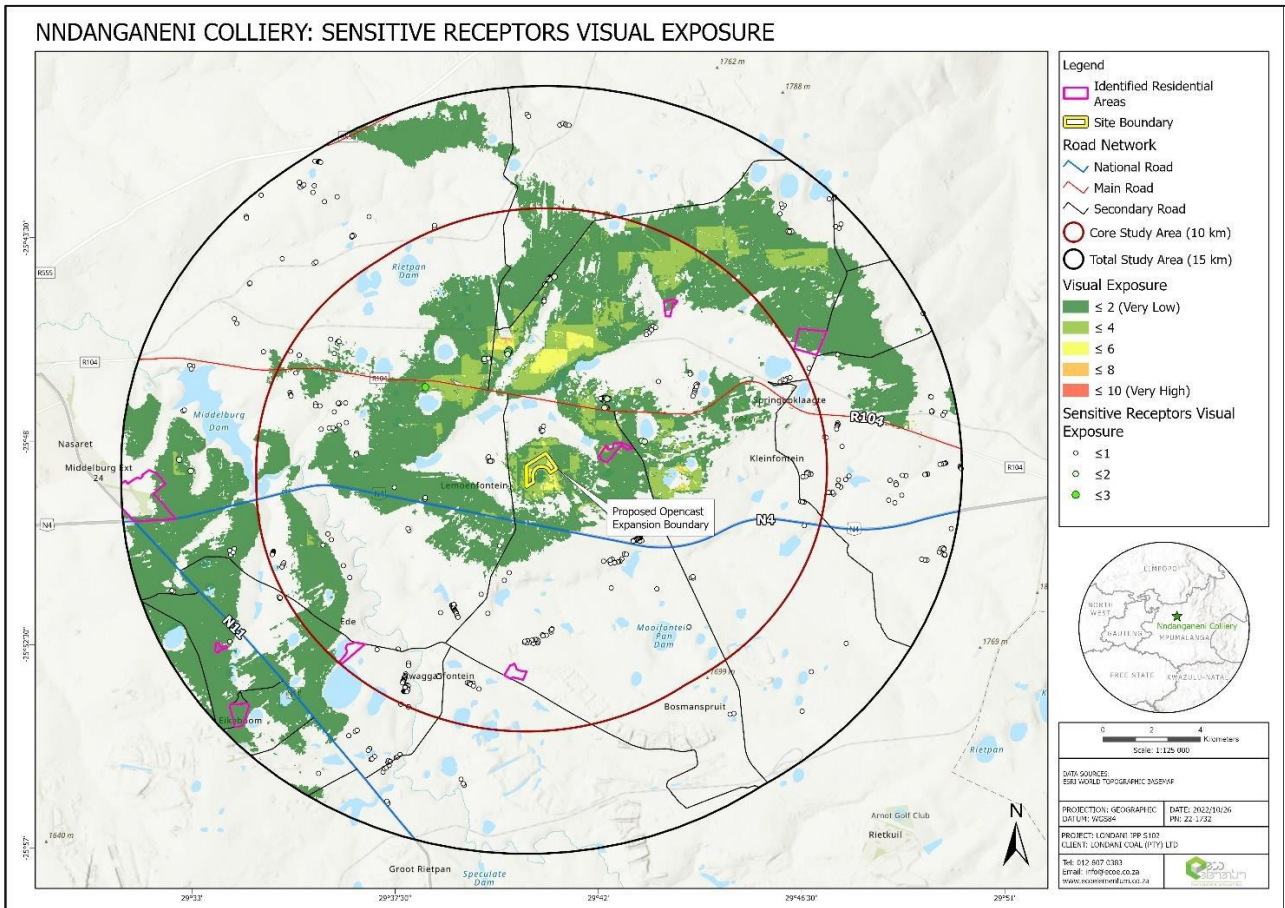 NNDANGANENI COLLIERY: SENSITIVE RECEPTORS VISUAL EXPOSURE
1762 m
1788 m
Legend
Identified Residential
Areas
Site Boundary
Road Network
National Road
Main Road
Secondary Road
Core Study Area (10 km)
Total Study Area (15 km)
Visual Exposure
≤ 2 (Very Low)
≤ 4
≤ 6
≤ 8
≤ 10 (Very High)
Sensitive Receptors Visual
Exposure
≤1
≤2
≤3
-25°43'30"
R555
Rietpan
Dam
R104
R104
Middelburg
Dam
Springboklaagte
R104
R104
-25°48'
Nasaret
Middelburg Ext
24
Kleinfontein
Lemoenfontein
N4
N4
Proposed Opencast
Expansion Boundary
N4
N4
N11
Ede
Mooifontein
Pan
Dam
-25°52'30"
1769 m
1699 m
Bosmanspruit
Eikeboom
Rietpan
1640 m
Arnot Golf Club
Rietkuil
-25°57'
Groot Rietpan
Speculate
Dam
N
29°33'
29°37'30"
29°42'
29°46'30"
29°51'
LIMPOPO
NORTH
WEST
Nndanganeni Colliery
GAUTENG
MPUMALANGA
FREE STATE
KWAZULU-NATAL
0 2 4
Kilometers
Scale: 1:125 000
DATA SOURCES:
ESRI WORLD TOPOGRAPHIC BASEMAP
PROJECTION: GEOGRAPHIC
DATUM: WGS84
DATE: 2022/10/26
PN: 22-1732
PROJECT: LONDANI IPP S102
CLIENT: LONDANI COAL (PTY) LTD
Tel: 012 807 0383
Email: info@ecoe.co.za
www.ecoelementum.co.za
eco
elementum